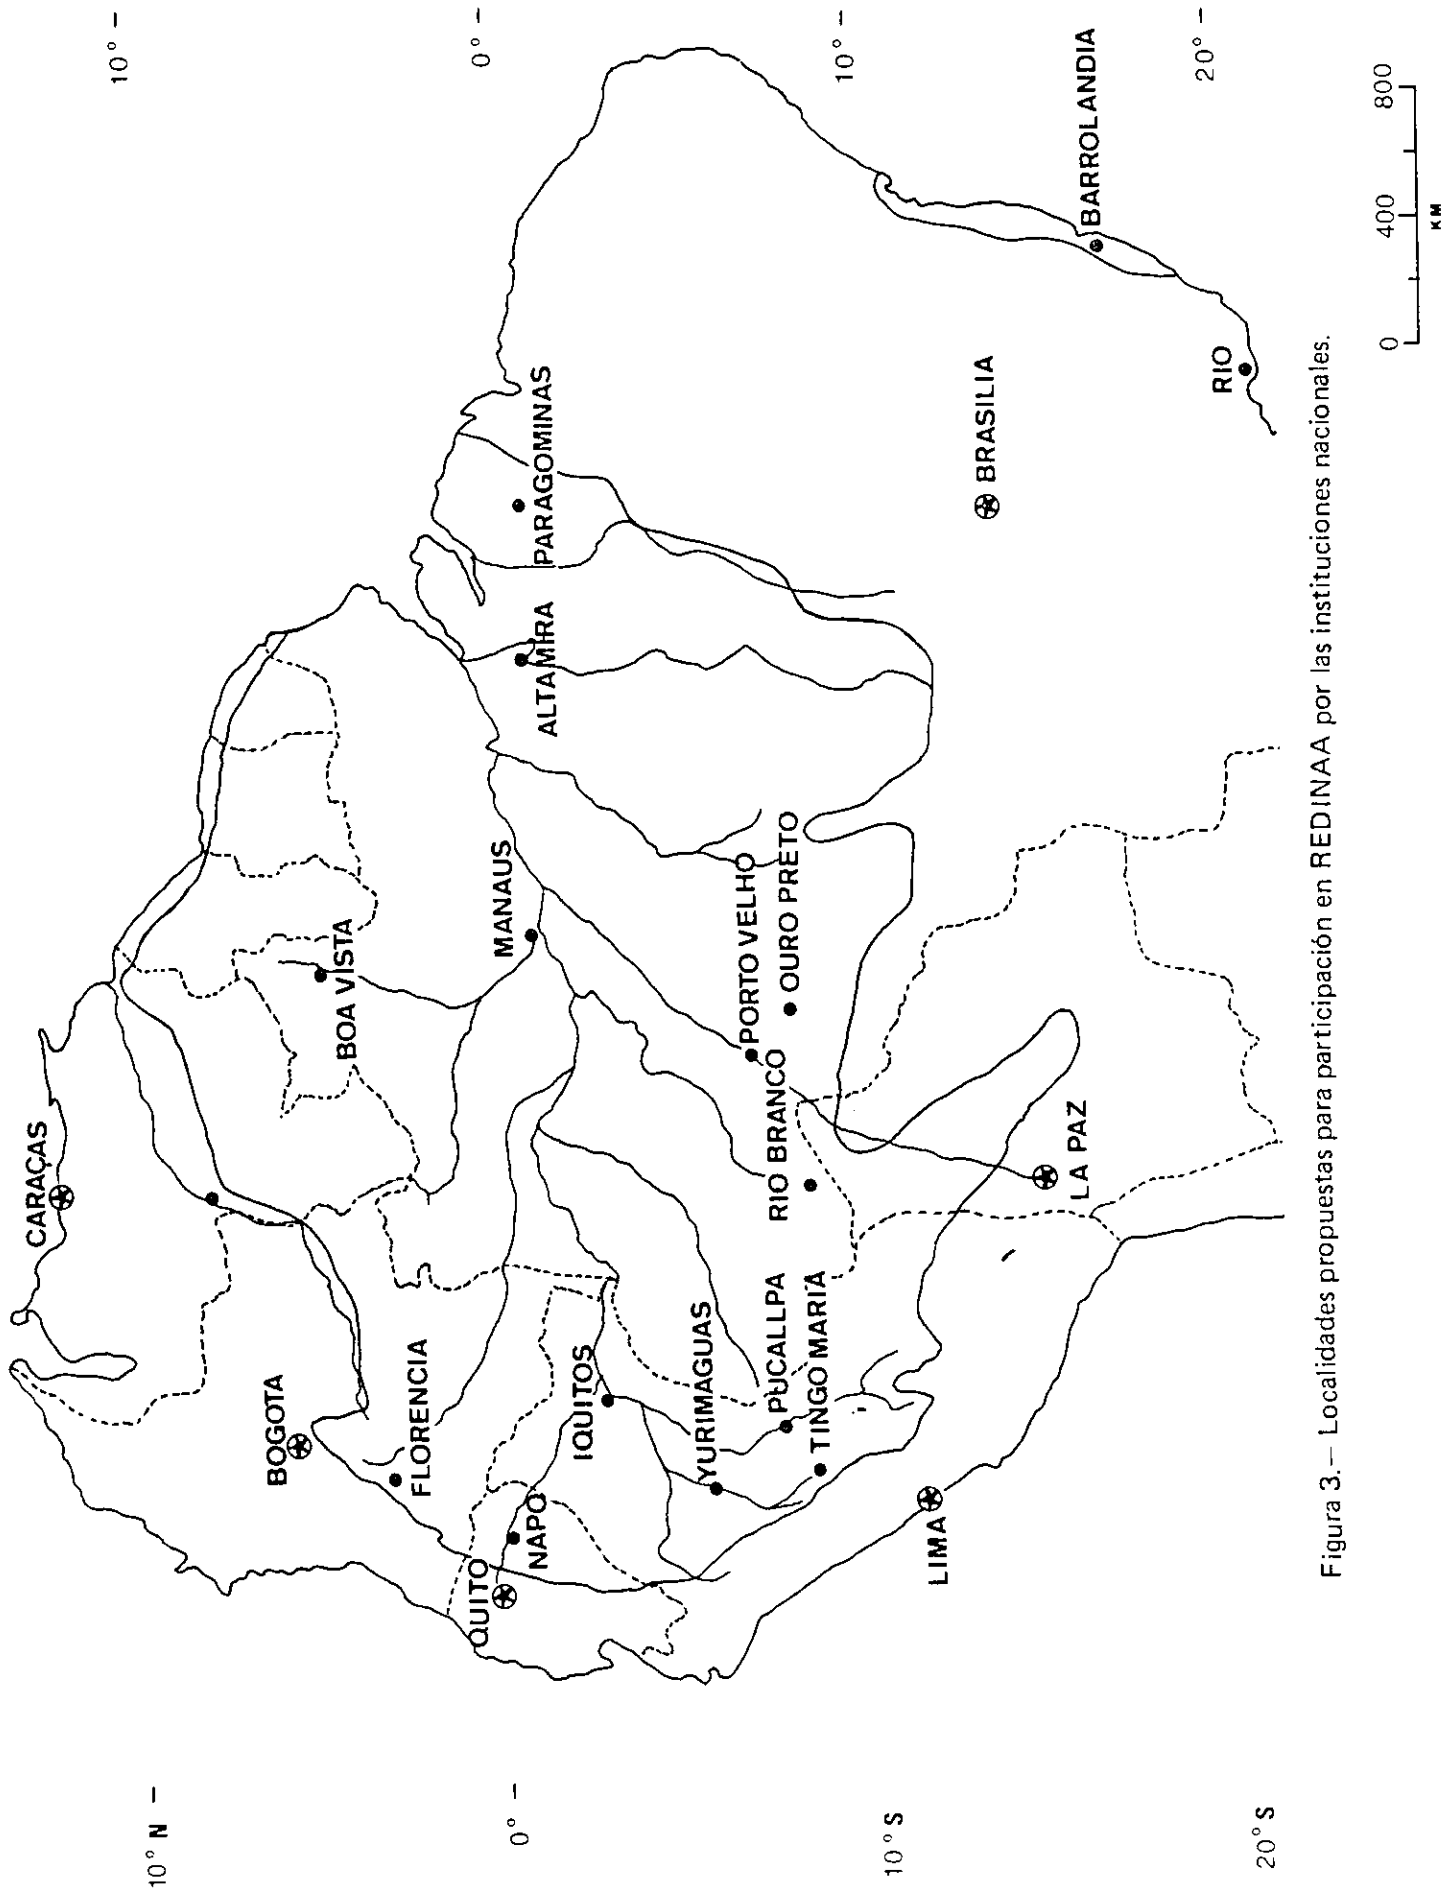 CARACAS
BOGOTA
FLORENCIA
BOA VISTA
QUITO
NAPO
IQUITOS
YURIMAGUAS
PUCALLPA
TINGO MARIA
LIMA
MANAUS
PORTO VELHO
OURO PRETO
RIO BRANCO
LA PAZ
ALTAMIRA
PARAGOMINAS
BRASILIA
BARROLANDIA
RIO
10° N –
0° –
10° S
20° S
10° –
0° –
10° –
20° –
0 400 800
KM
Figura 3.— Localidades propuestas para participación en REDINAA por las instituciones nacionales.